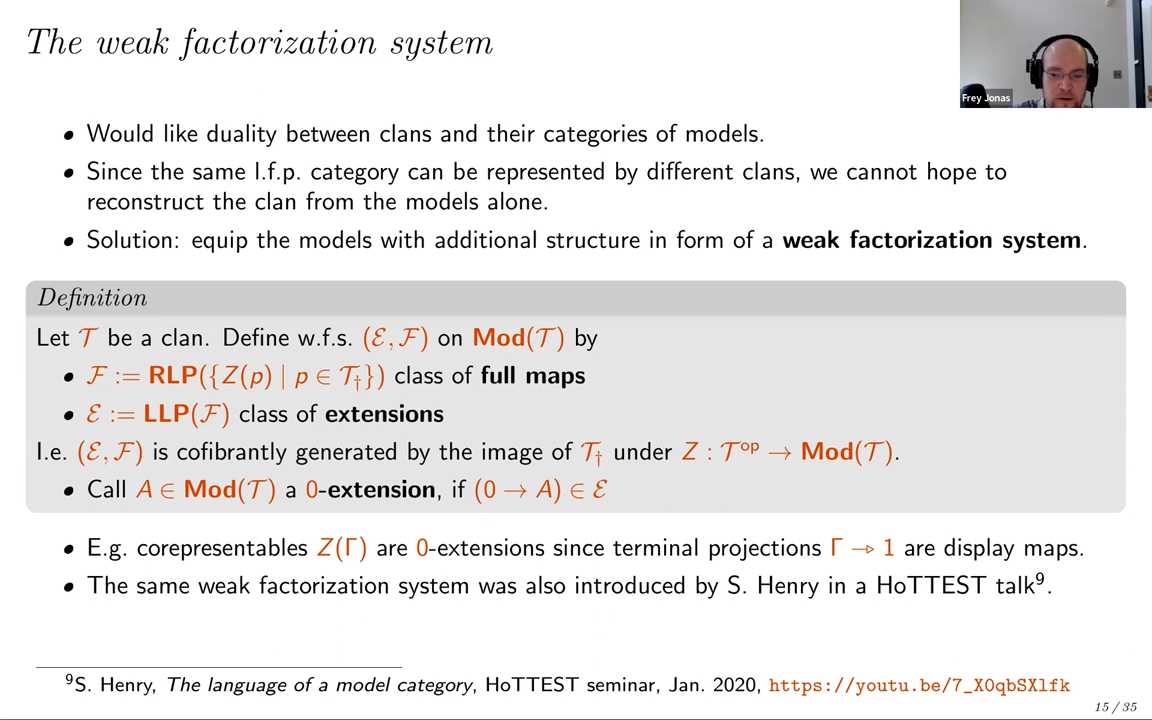 The weak factorization system
Frey Jonas
• Would like duality between clans and their categories of models.
• Since the same l.f.p. category can be represented by different clans, we cannot hope to
reconstruct the clan from the models alone.
• Solution: equip the models with additional structure in form of a weak factorization system.
Definition
Let 𝒯 be a clan. Define w.f.s. (ℰ, ℱ) on Mod(𝒯) by
• ℱ := RLP({Z(p) | p ∈ 𝒯†}) class of full maps
• ℰ := LLP(ℱ) class of extensions
I.e. (ℰ, ℱ) is cofibrantly generated by the image of 𝒯† under Z : 𝒯ᵒᵖ → Mod(𝒯).
• Call A ∈ Mod(𝒯) a 0-extension, if (0 → A) ∈ ℰ
• E.g. corepresentables Z(Γ) are 0-extensions since terminal projections Γ ⇾ 1 are display maps.
• The same weak factorization system was also introduced by S. Henry in a HoTTEST talk⁹.
⁹S. Henry, The language of a model category, HoTTEST seminar, Jan. 2020, https://youtu.be/7_X0qbSXlfk
15 / 35